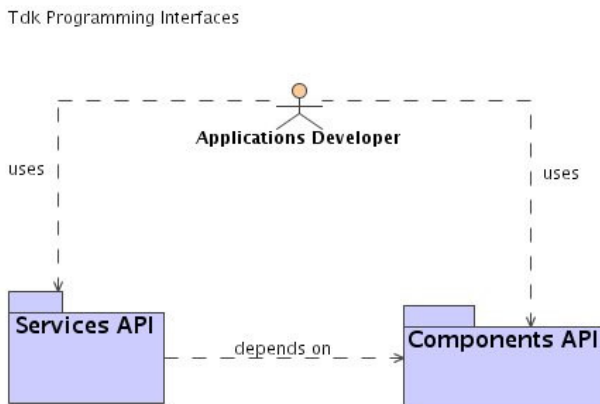 Tdk Programming Interfaces
Applications Developer
uses
uses
Services API
depends on
Components API